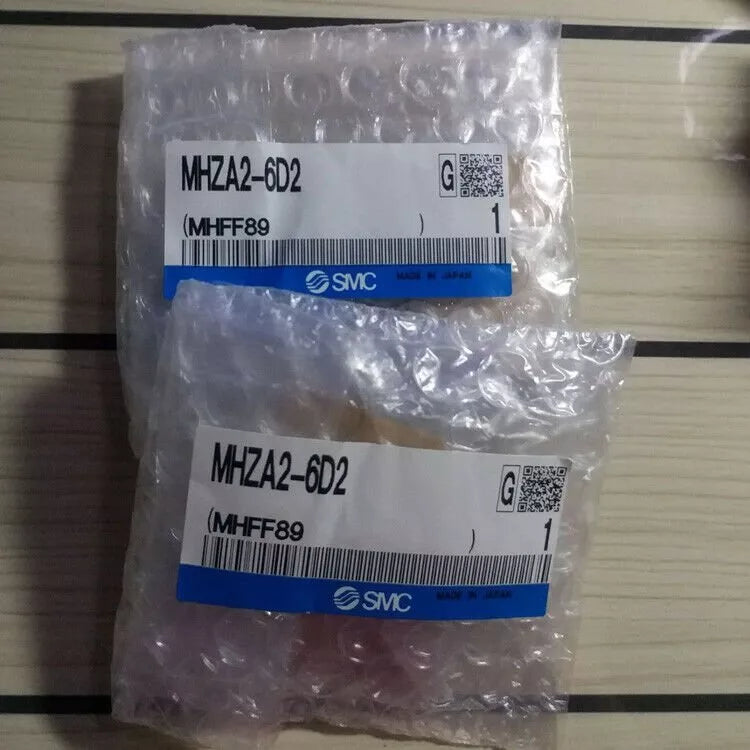 MHZA2-6D2
G
(MHFF89 )
1
SMC MADE IN JAPAN
MHZA2-6D2
G
(MHFF89 )
1
SMC MADE IN JAPAN